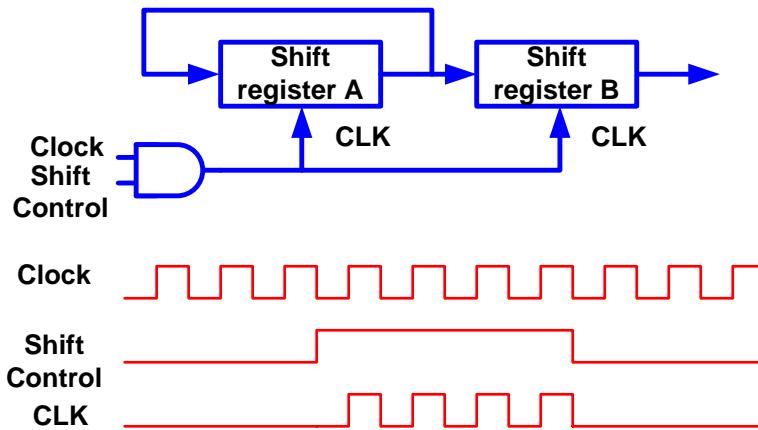 Shift
register A
Shift
register B
CLK
CLK
Clock
Shift
Control
Clock
Shift
Control
CLK